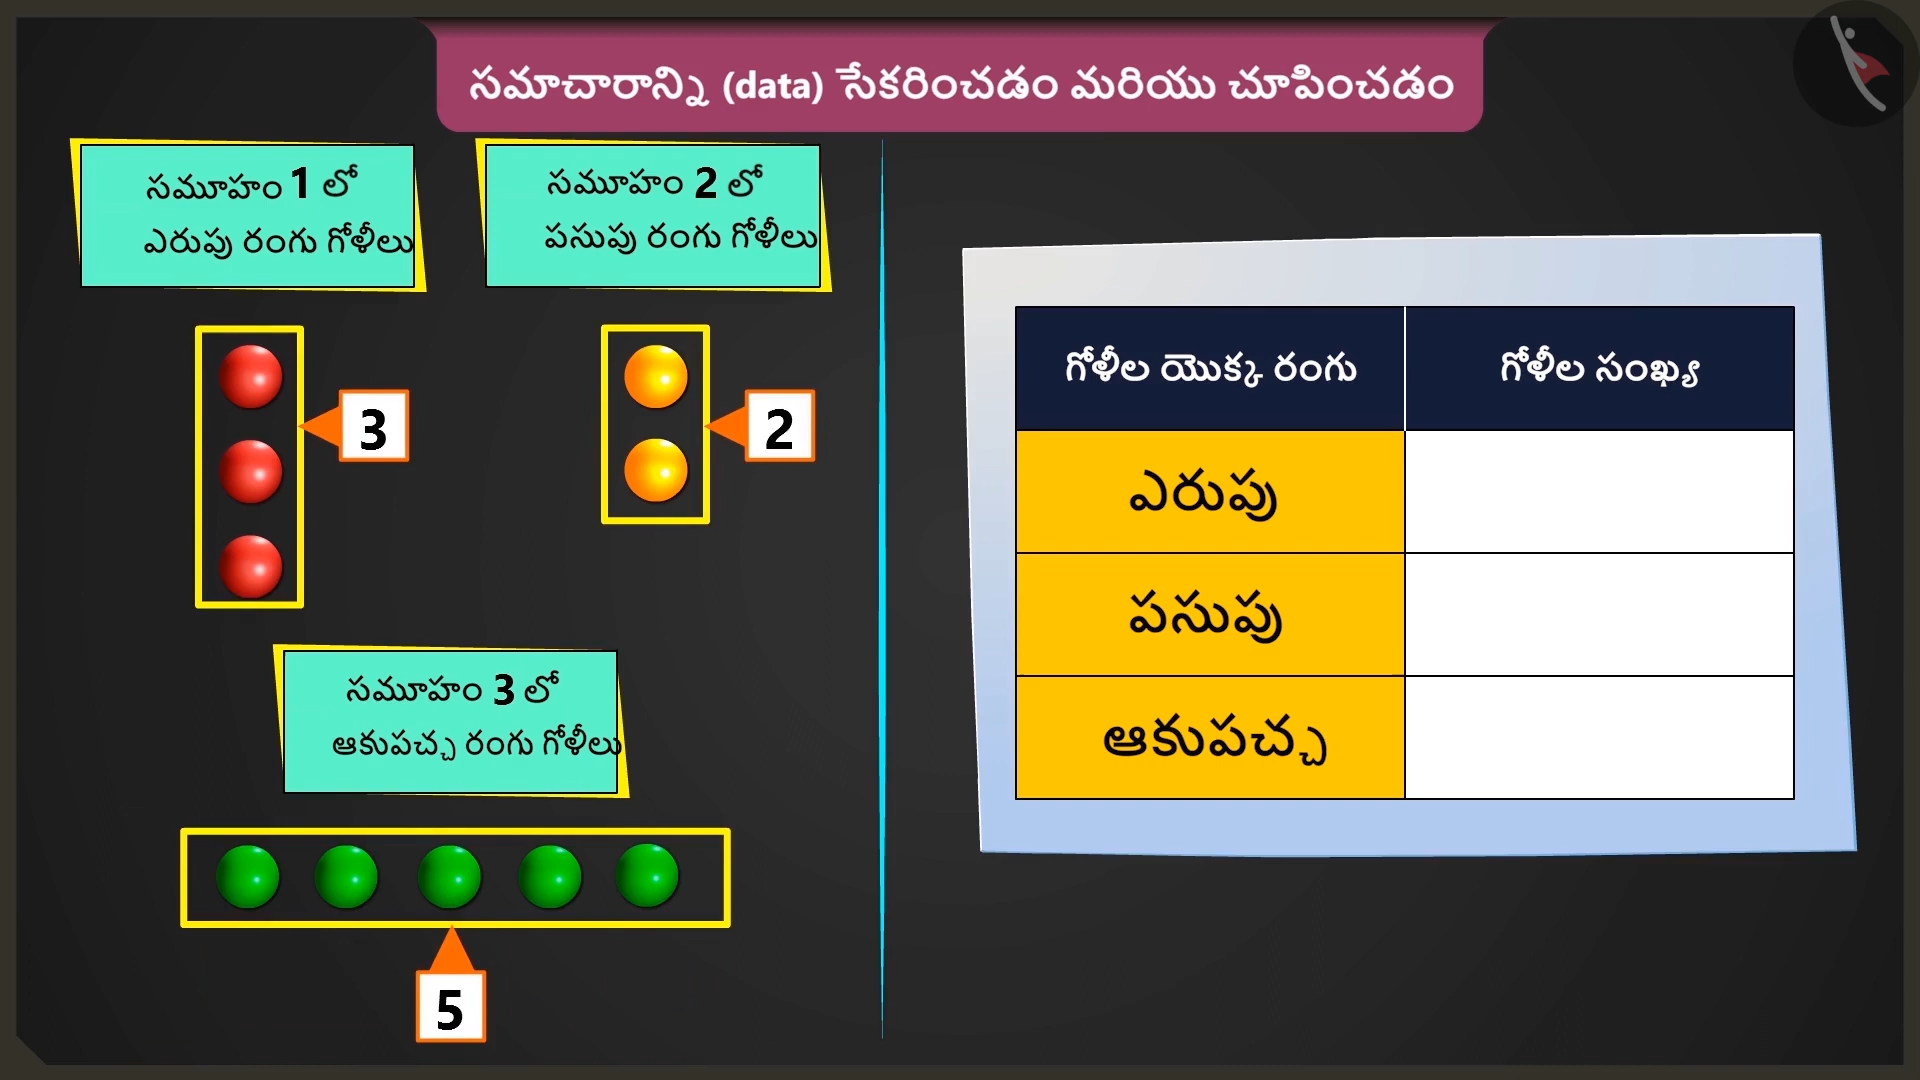 సమాచారాన్ని (data) సేకరించడం మరియు చూపించడం
సమూహం 1 లో
ఎరుపు రంగు గోళీలు
సమూహం 2 లో
పసుపు రంగు గోళీలు
3
2
సమూహం 3 లో
ఆకుపచ్చ రంగు గోళీలు
5
గోళీల యొక్క రంగు
గోళీల సంఖ్య
ఎరుపు
పసుపు
ఆకుపచ్చ